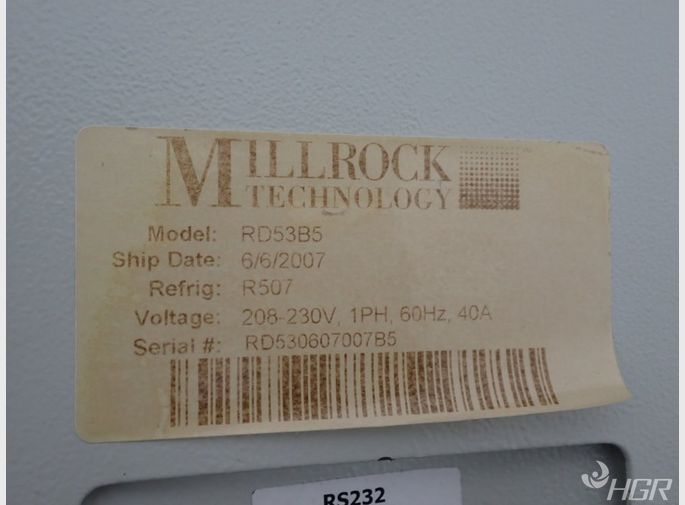 MILLROCK
TECHNOLOGY
Model: RD53B5
Ship Date: 6/6/2007
Refrig: R507
Voltage: 208-230V, 1PH, 60Hz, 40A
Serial #: RD530607007B5
RS232
HGR